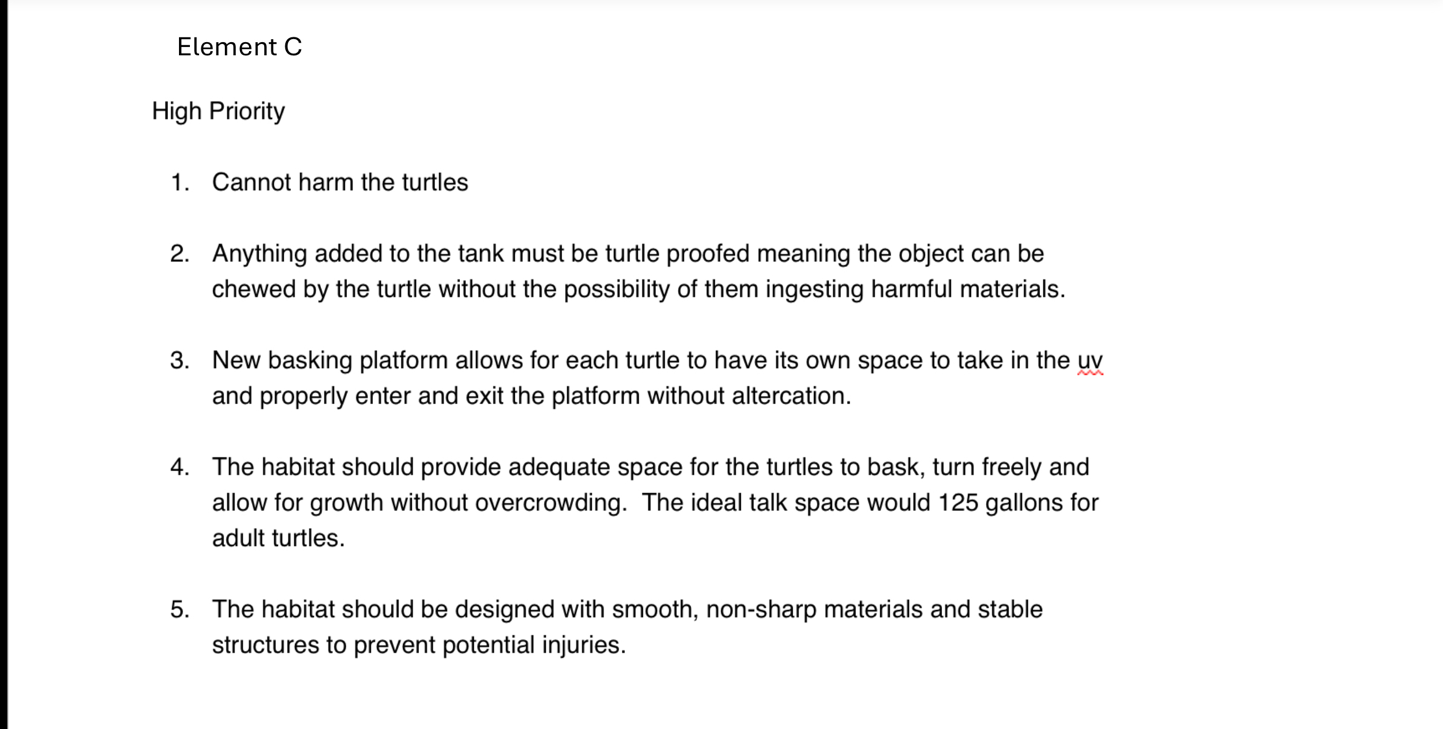 Element C
High Priority
1. Cannot harm the turtles
2. Anything added to the tank must be turtle proofed meaning the object can be
chewed by the turtle without the possibility of them ingesting harmful materials.
3. New basking platform allows for each turtle to have its own space to take in the uv
and properly enter and exit the platform without altercation.
4. The habitat should provide adequate space for the turtles to bask, turn freely and
allow for growth without overcrowding.  The ideal talk space would 125 gallons for
adult turtles.
5. The habitat should be designed with smooth, non-sharp materials and stable
structures to prevent potential injuries.